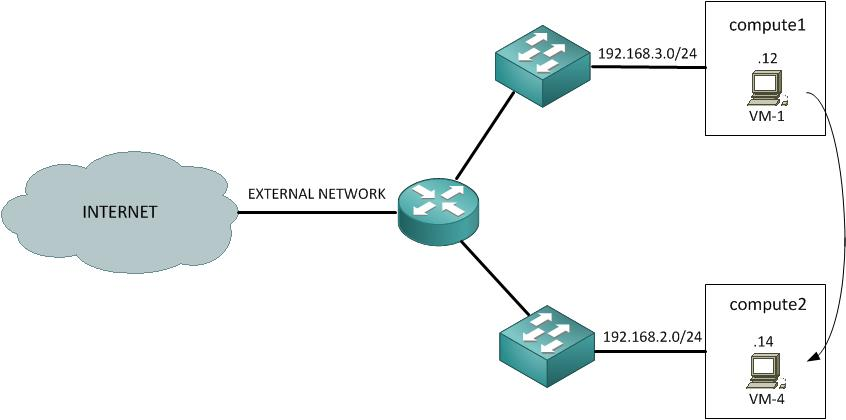 compute1
192.168.3.0/24
.12
VM-1
EXTERNAL NETWORK
INTERNET
compute2
192.168.2.0/24
.14
VM-4